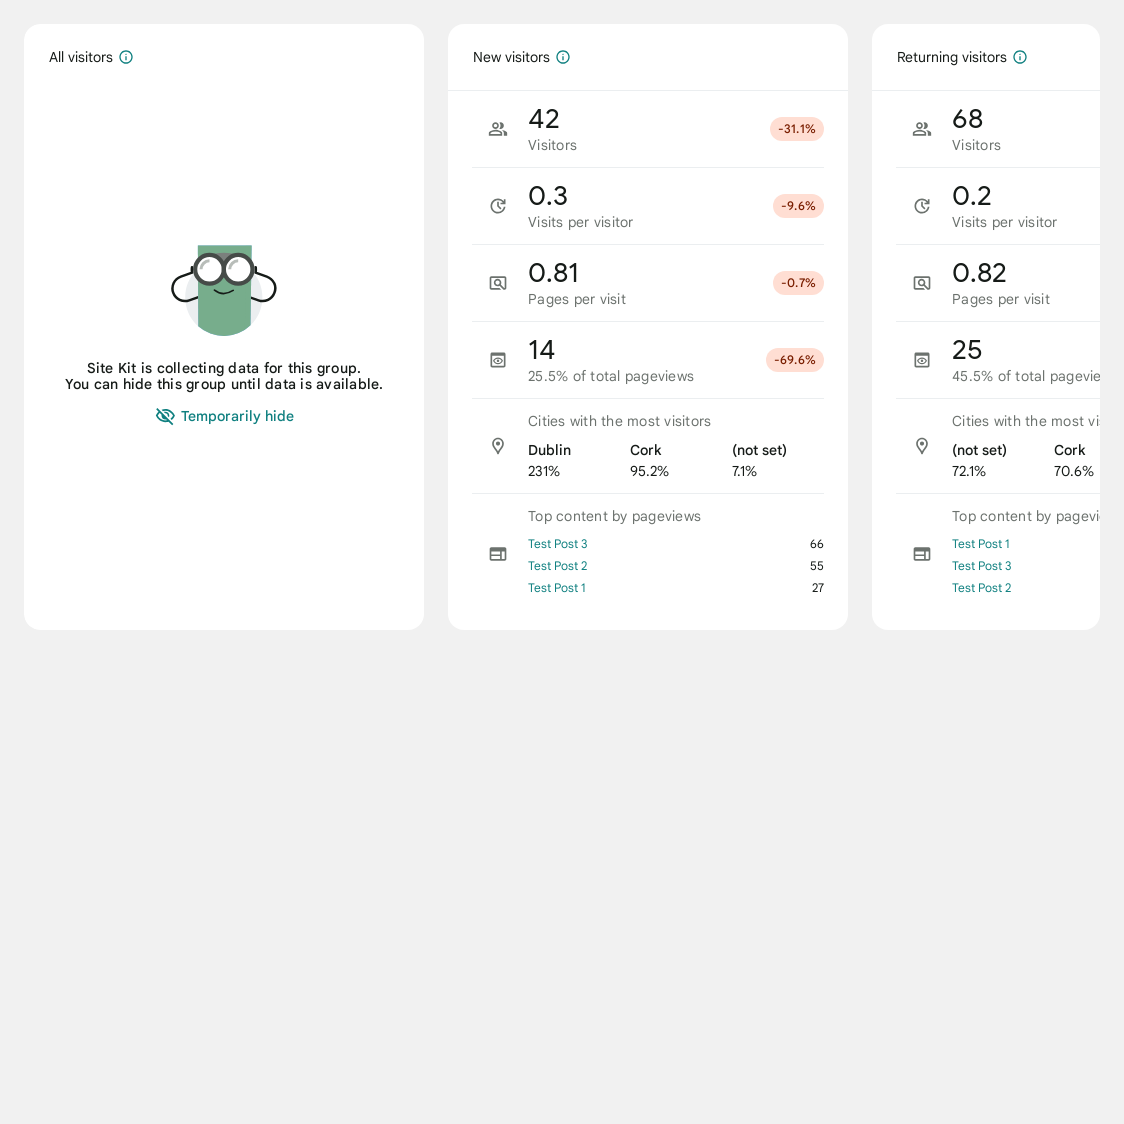 All visitors
Site Kit is collecting data for this group.
You can hide this group until data is available.
Temporarily hide
New visitors
42
Visitors
-31.1%
0.3
Visits per visitor
-9.6%
0.81
Pages per visit
-0.7%
14
25.5% of total pageviews
-69.6%
Cities with the most visitors
Dublin Cork (not set)
231% 95.2% 7.1%
Top content by pageviews
Test Post 3 66
Test Post 2 55
Test Post 1 27
Returning visitors
68
Visitors
0.2
Visits per visitor
0.82
Pages per visit
25
45.5% of total
Cities with the most
(not set) Cork
72.1% 70.6%
Top content by
Test Post 1
Test Post 3
Test Post 2